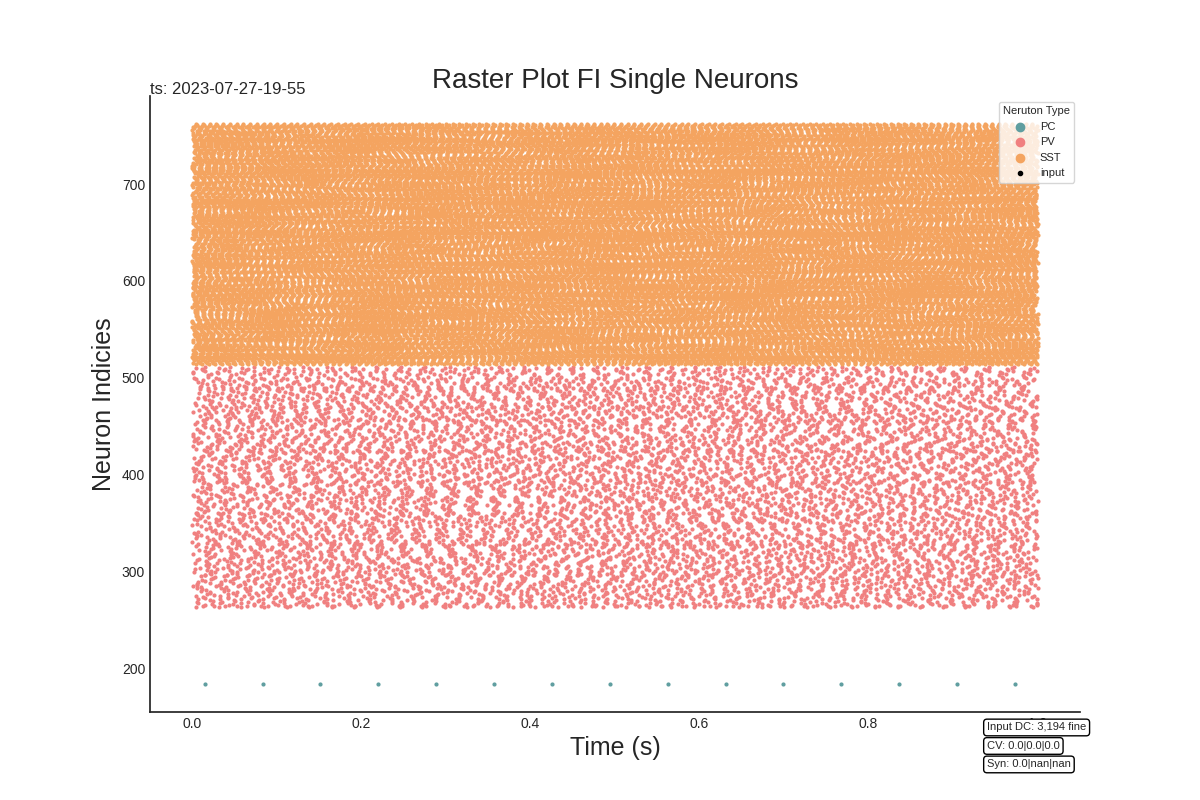 Raster Plot FI Single Neurons
ts: 2023-07-27-19-55
Neruton Type
PC
PV
SST
input
700
600
500
400
300
200
Neuron Indicies
0.0 0.2 0.4 0.6 0.8
Time (s)
Input DC: 3,194 fine
CV: 0.0|0.0|0.0
Syn: 0.0|nan|nan